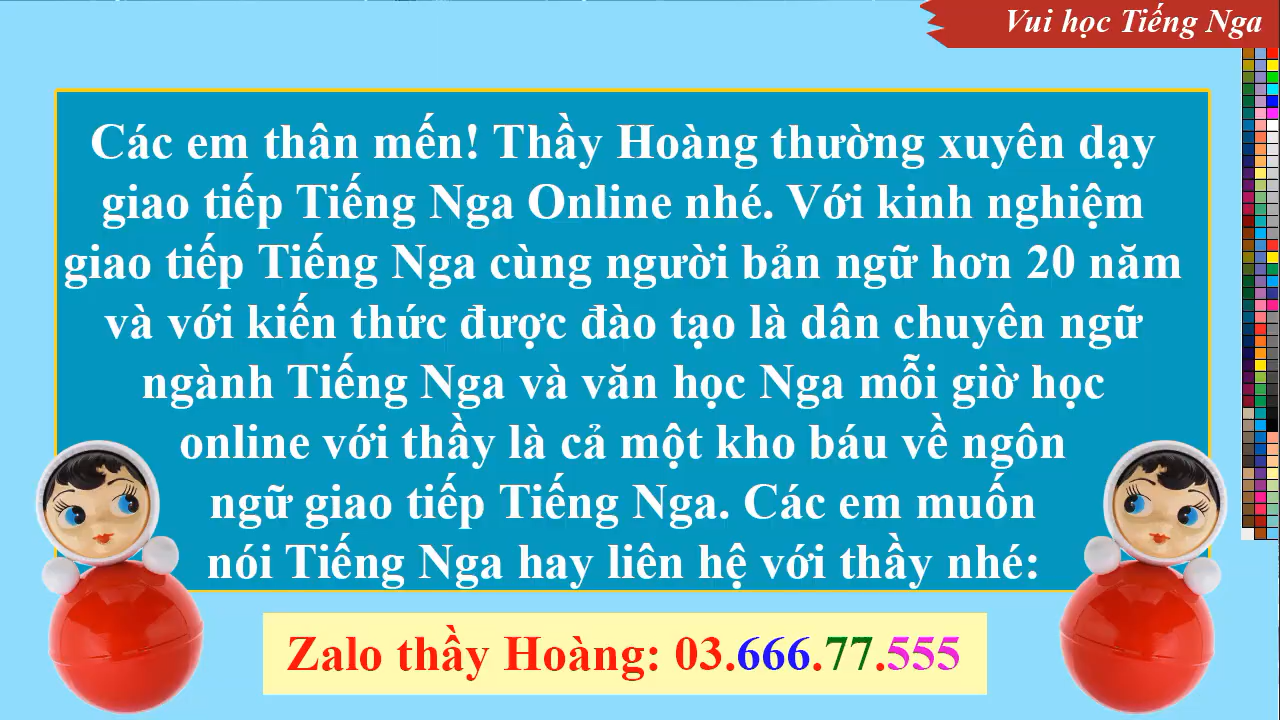 Vui học Tiếng Nga
Các em thân mến! Thầy Hoàng thường xuyên dạy
giao tiếp Tiếng Nga Online nhé. Với kinh nghiệm
giao tiếp Tiếng Nga cùng người bản ngữ hơn 20 năm
và với kiến thức được đào tạo là dân chuyên ngữ
ngành Tiếng Nga và văn học Nga mỗi giờ học
online với thầy là cả một kho báu về ngôn
ngữ giao tiếp Tiếng Nga. Các em muốn
nói Tiếng Nga hay liên hệ với thầy nhé:
Zalo thầy Hoàng: 03.666.77.555